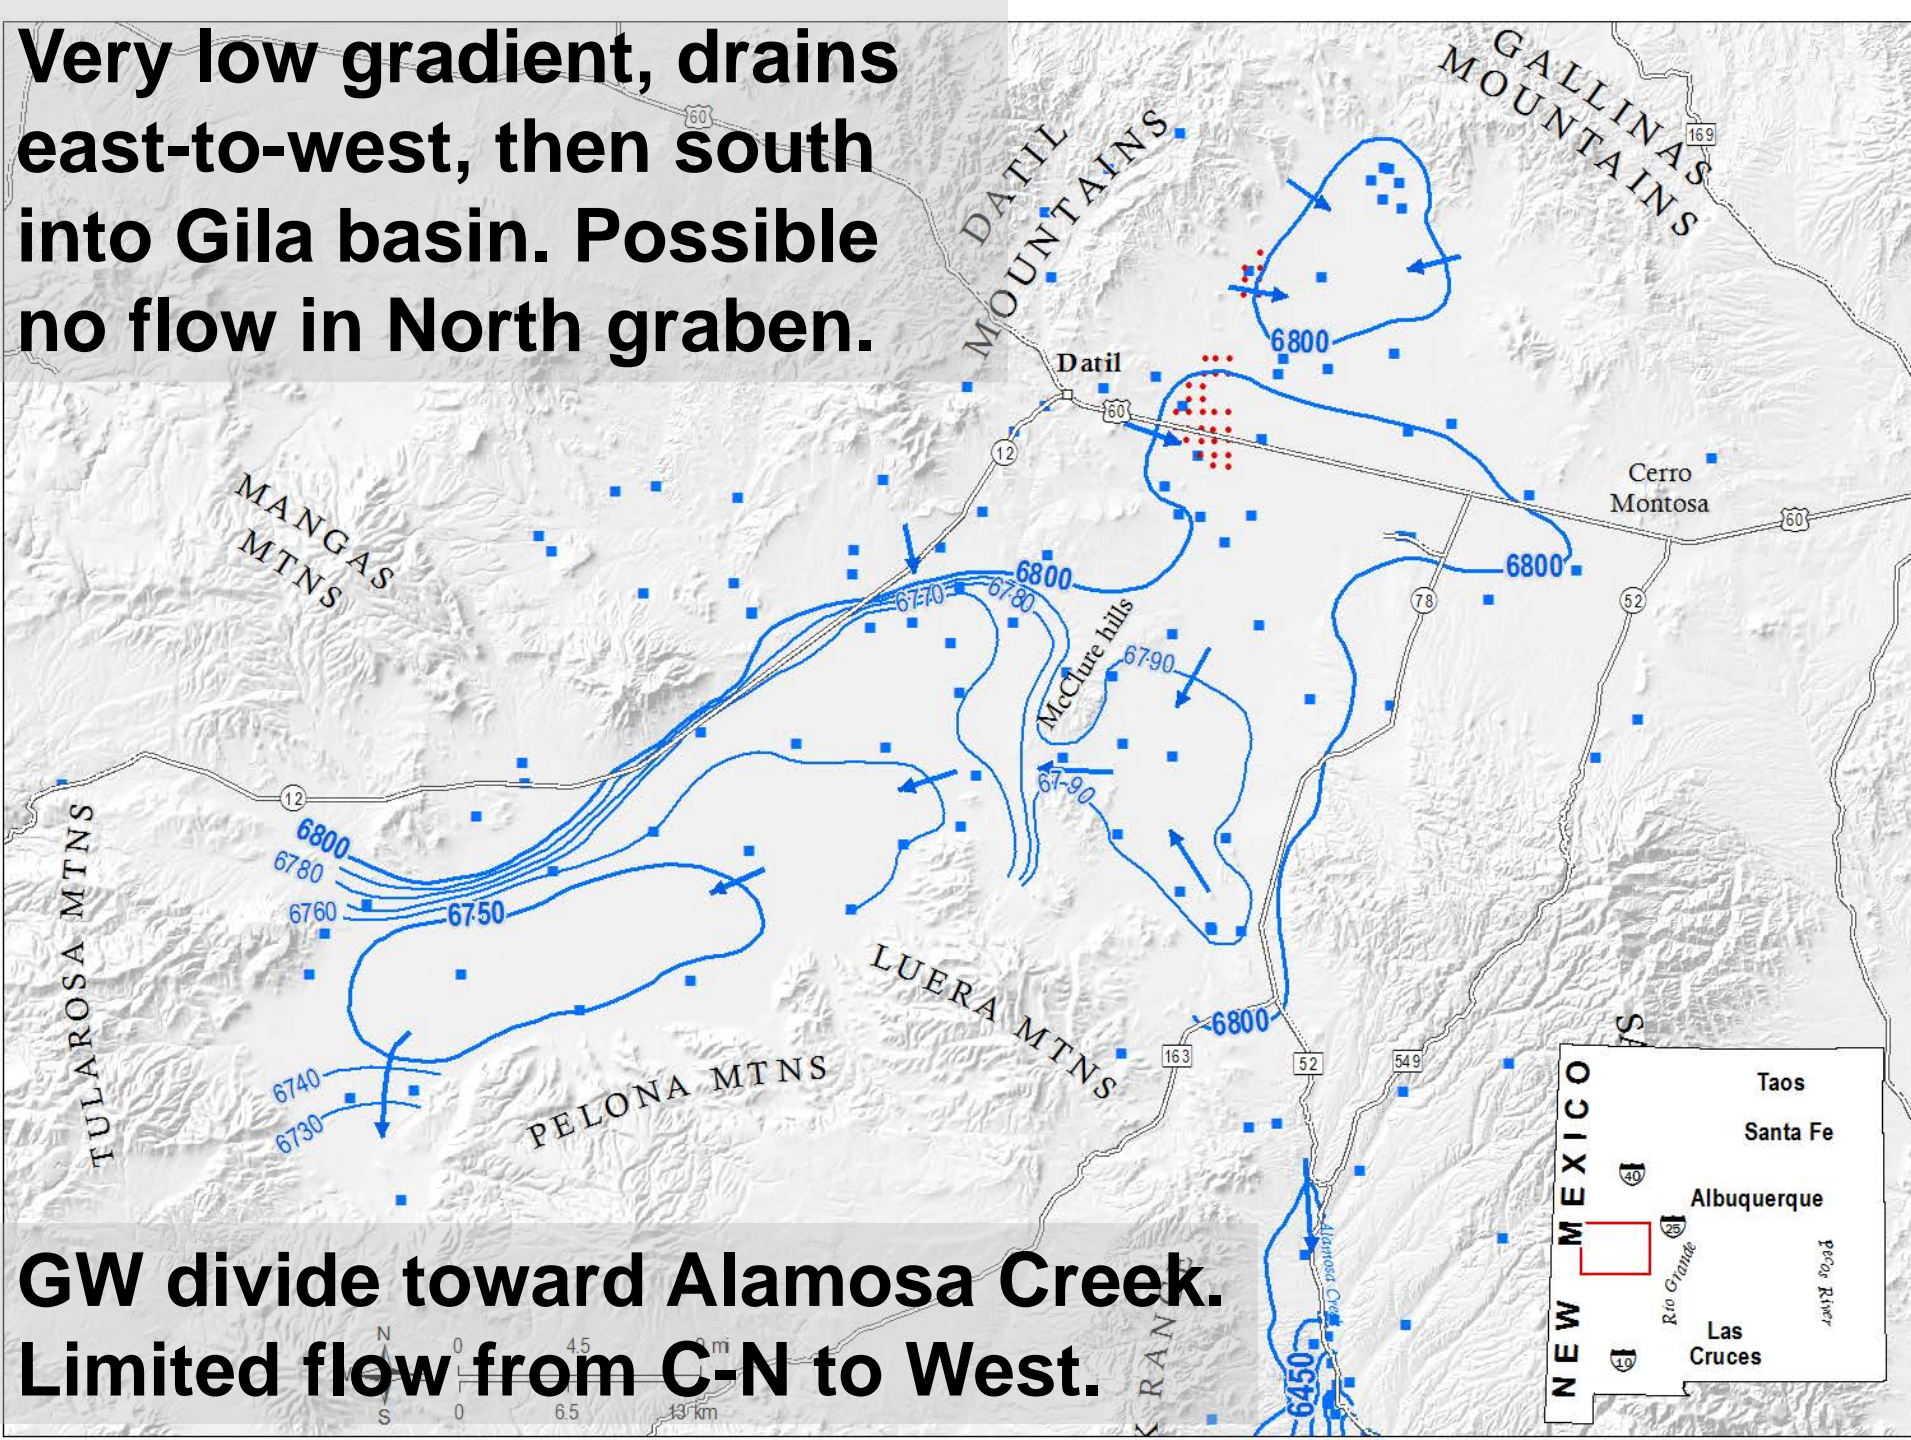 Very low gradient, drains
east-to-west, then south
into Gila basin. Possible
no flow in North graben.
60
DATIL
MOUNTAINS
GALLINAS
MOUNTAINS
169
6800
Datil
60
12
MANGAS
MTNS
Cerro
Montosa
60
6800
6770
6780
6800
78
52
McClure hills
6790
6790
12
6800
6780
6760
6750
TULAROSA MTNS
LUERA MTNS
PELONA MTNS
6740
6730
6800
163
52
549
S
Alamosa Creek
6450
RANGE
GW divide toward Alamosa Creek.
Limited flow from C-N to West.
N
S
0 4.5 9 mi
0 6.5 13 km
NEW MEXICO
Taos
Santa Fe
40
Albuquerque
25
Rio Grande
Pecos River
Las
Cruces
10